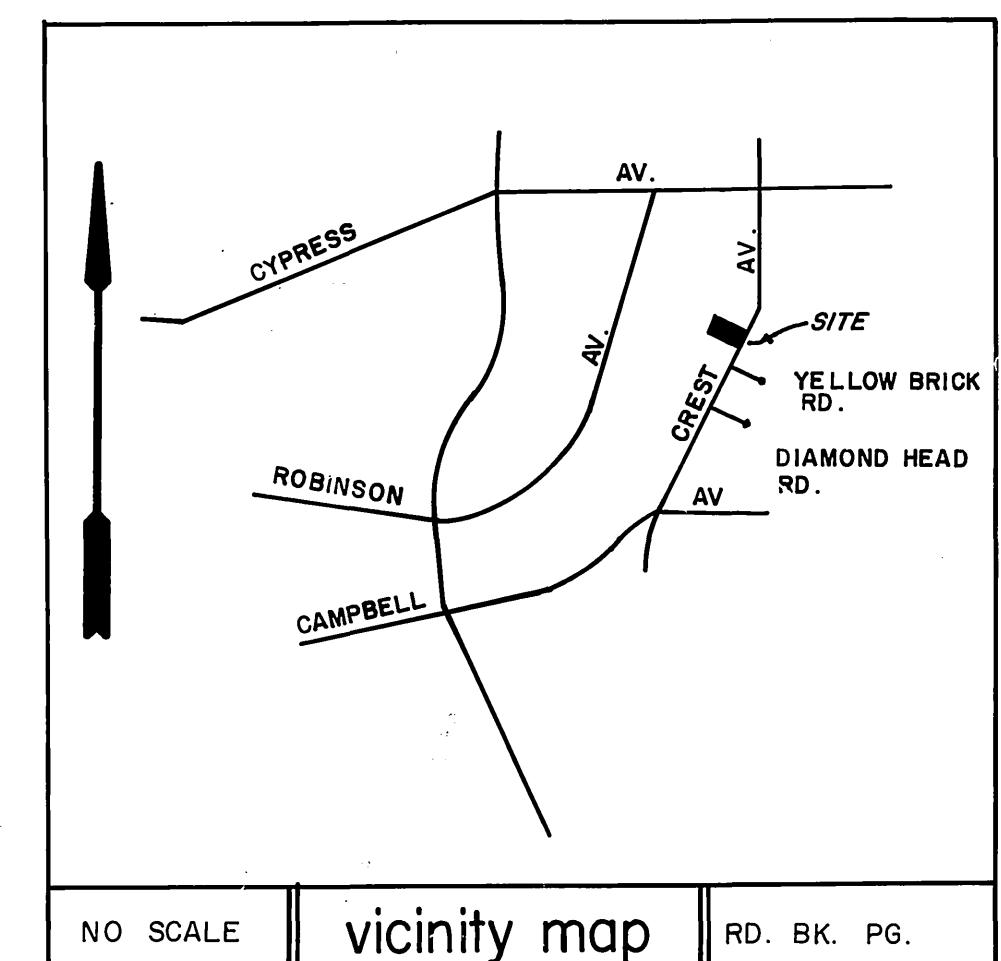 AV.
CYPRESS
AV.
SITE
AV.
CREST
YELLOW BRICK
RD.
DIAMOND HEAD
RD.
ROBINSON
AV
CAMPBELL
NO SCALE
vicinity map
RD. BK. PG.